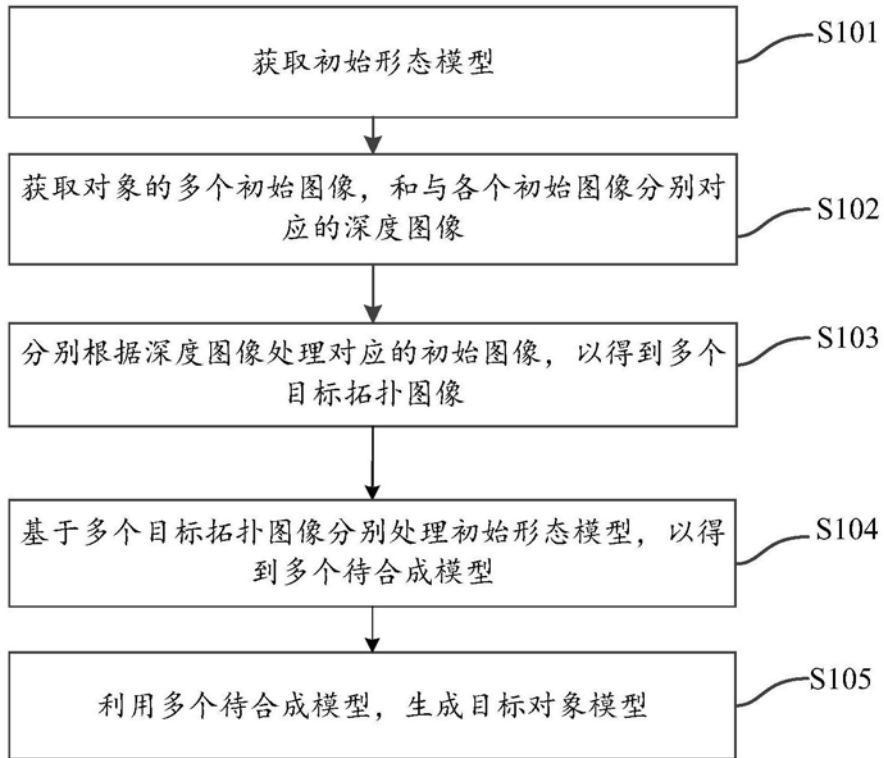 获取初始形态模型
S101
获取对象的多个初始图像，和与各个初始图像分别对
应的深度图像
S102
分别根据深度图像处理对应的初始图像，以得到多个
目标拓扑图像
S103
基于多个目标拓扑图像分别处理初始形态模型，以得
到多个待合成模型
S104
利用多个待合成模型，生成目标对象模型
S105